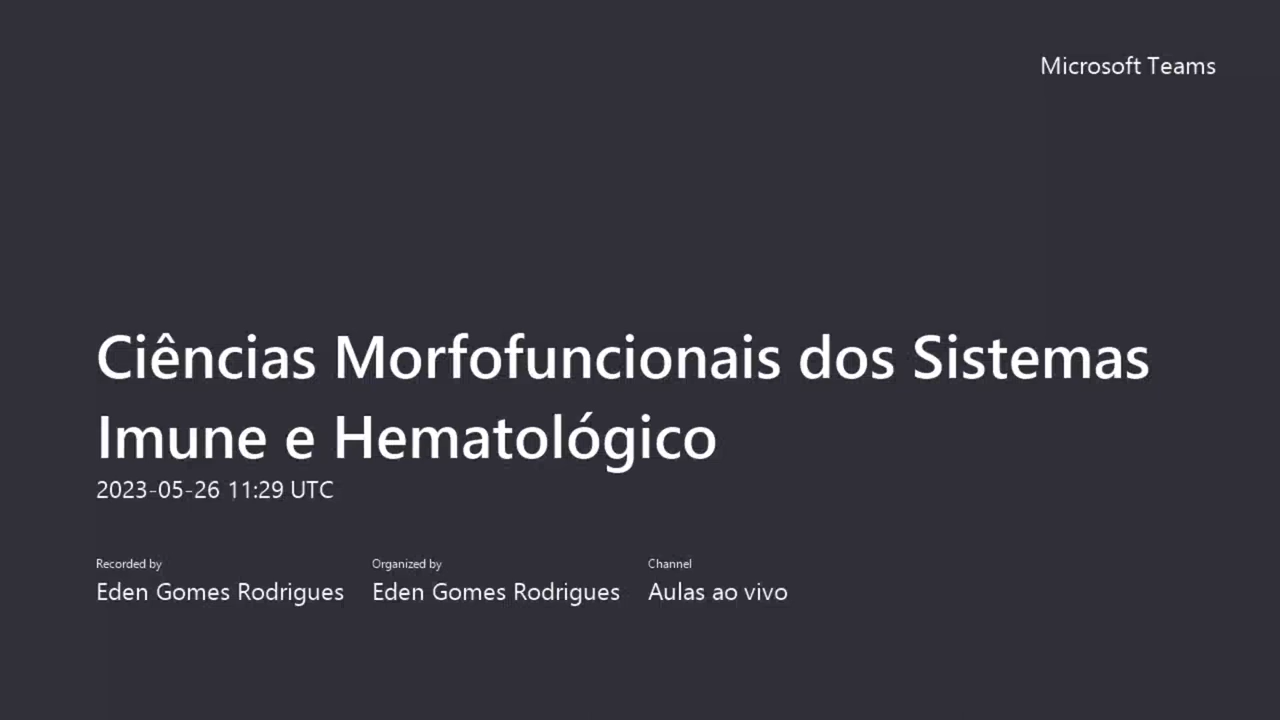 Microsoft Teams
Ciências Morfofuncionais dos Sistemas
Imune e Hematológico
2023-05-26 11:29 UTC
Recorded by
Eden Gomes Rodrigues
Organized by
Eden Gomes Rodrigues
Channel
Aulas ao vivo